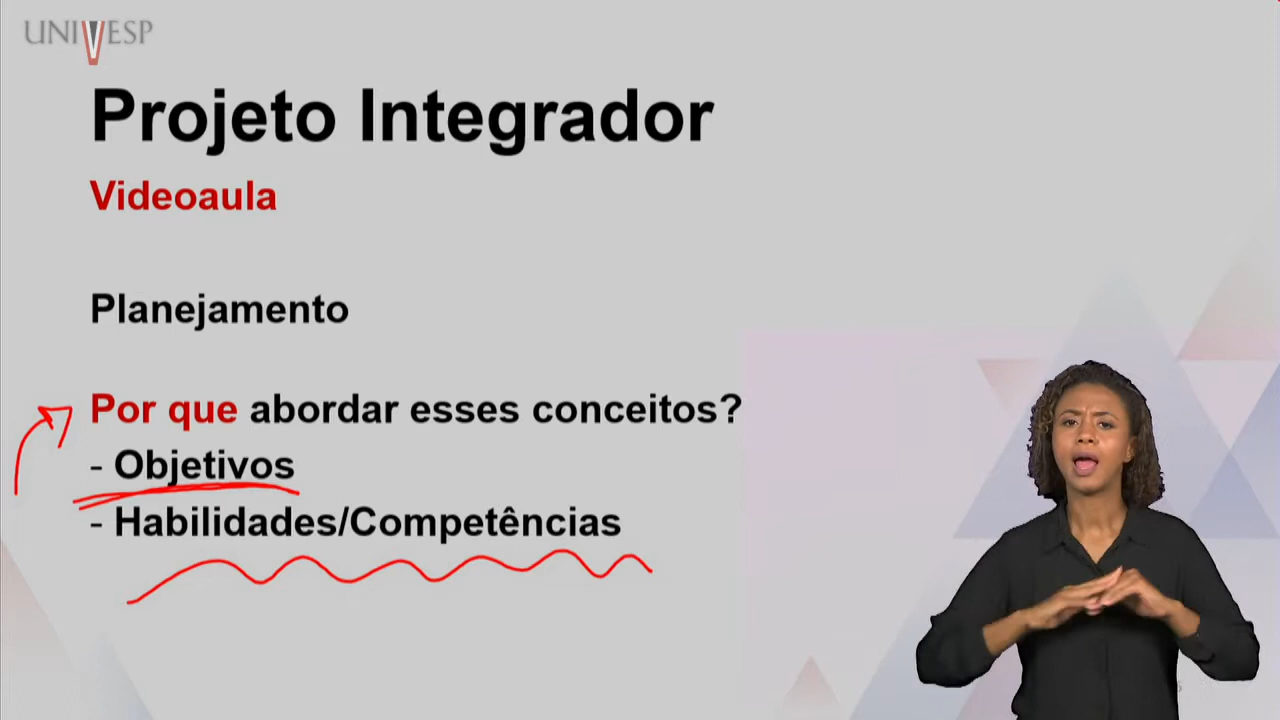 UNIVESP
Projeto Integrador
Videoaula
Planejamento
Por que abordar esses conceitos?
- Objetivos
- Habilidades/Competências